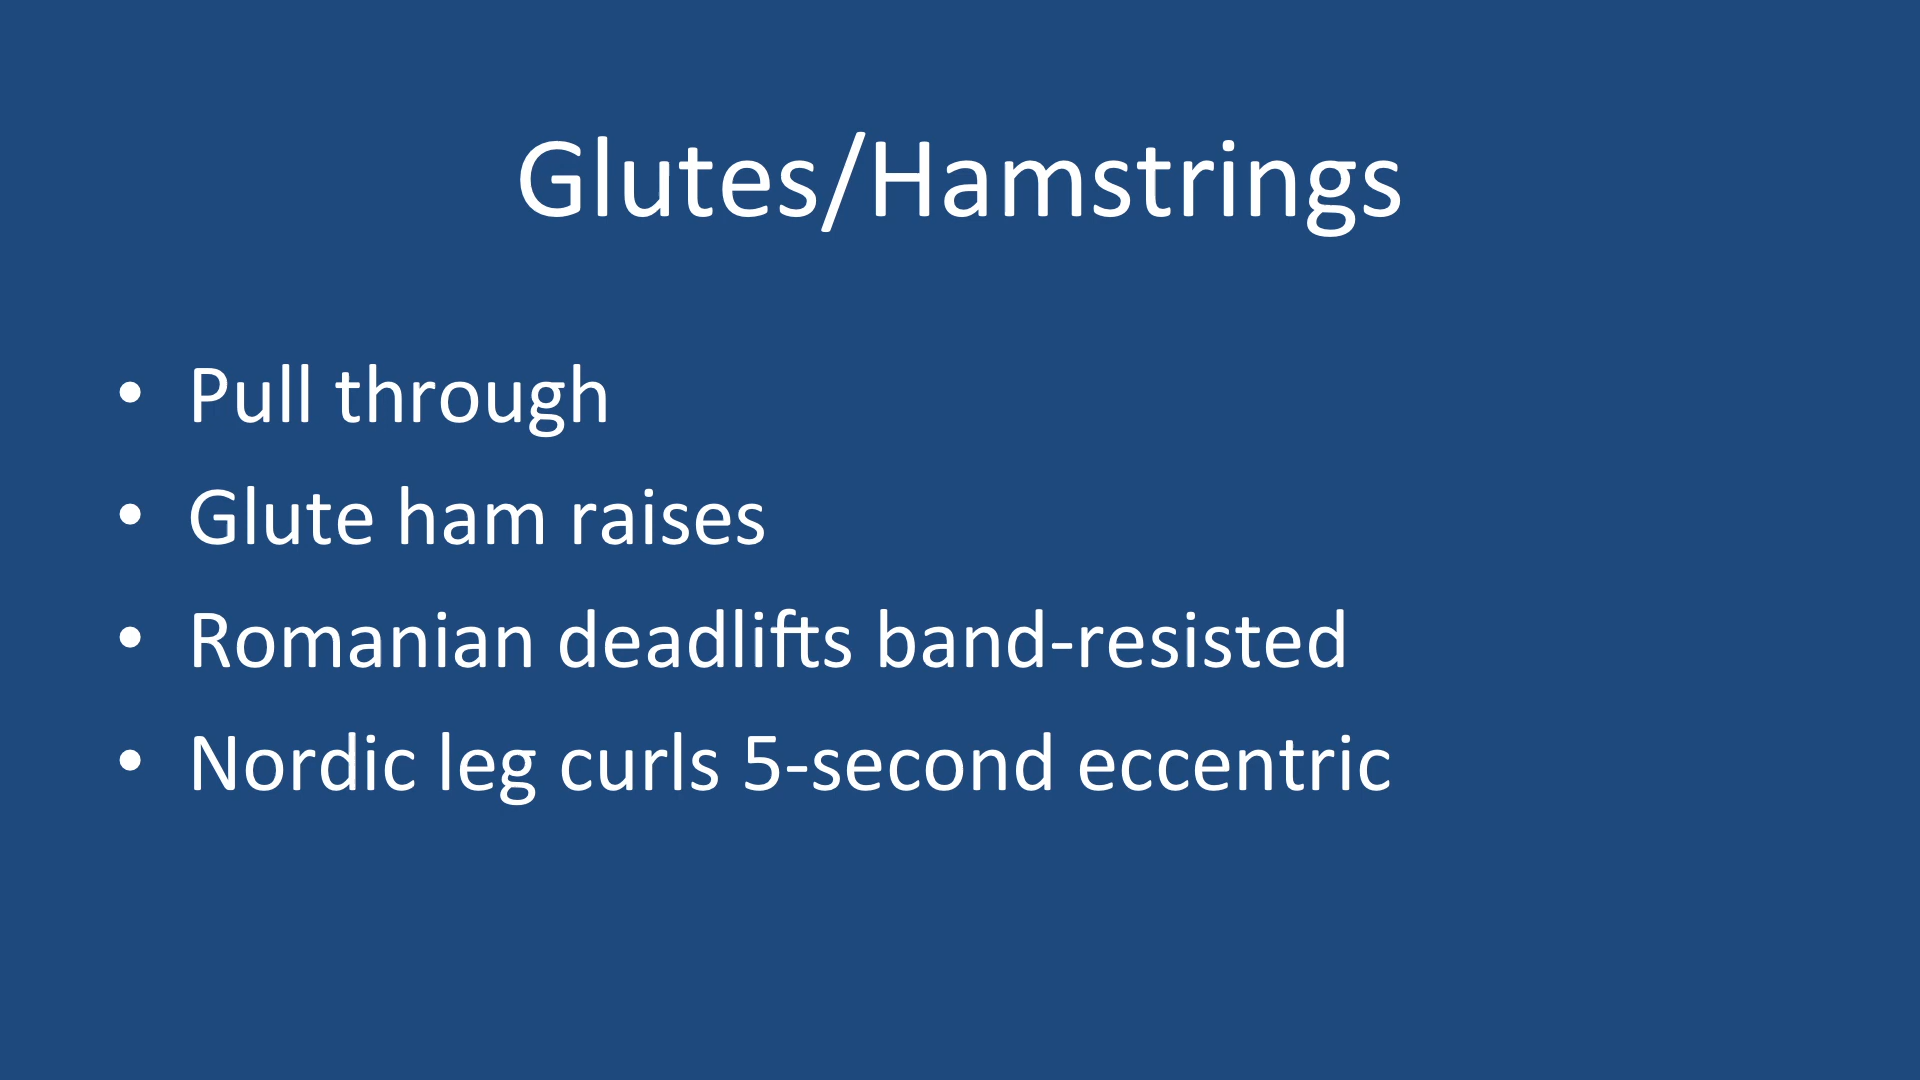 Glutes/Hamstrings
• Pull through
• Glute ham raises
• Romanian deadlifts band-resisted
• Nordic leg curls 5-second eccentric